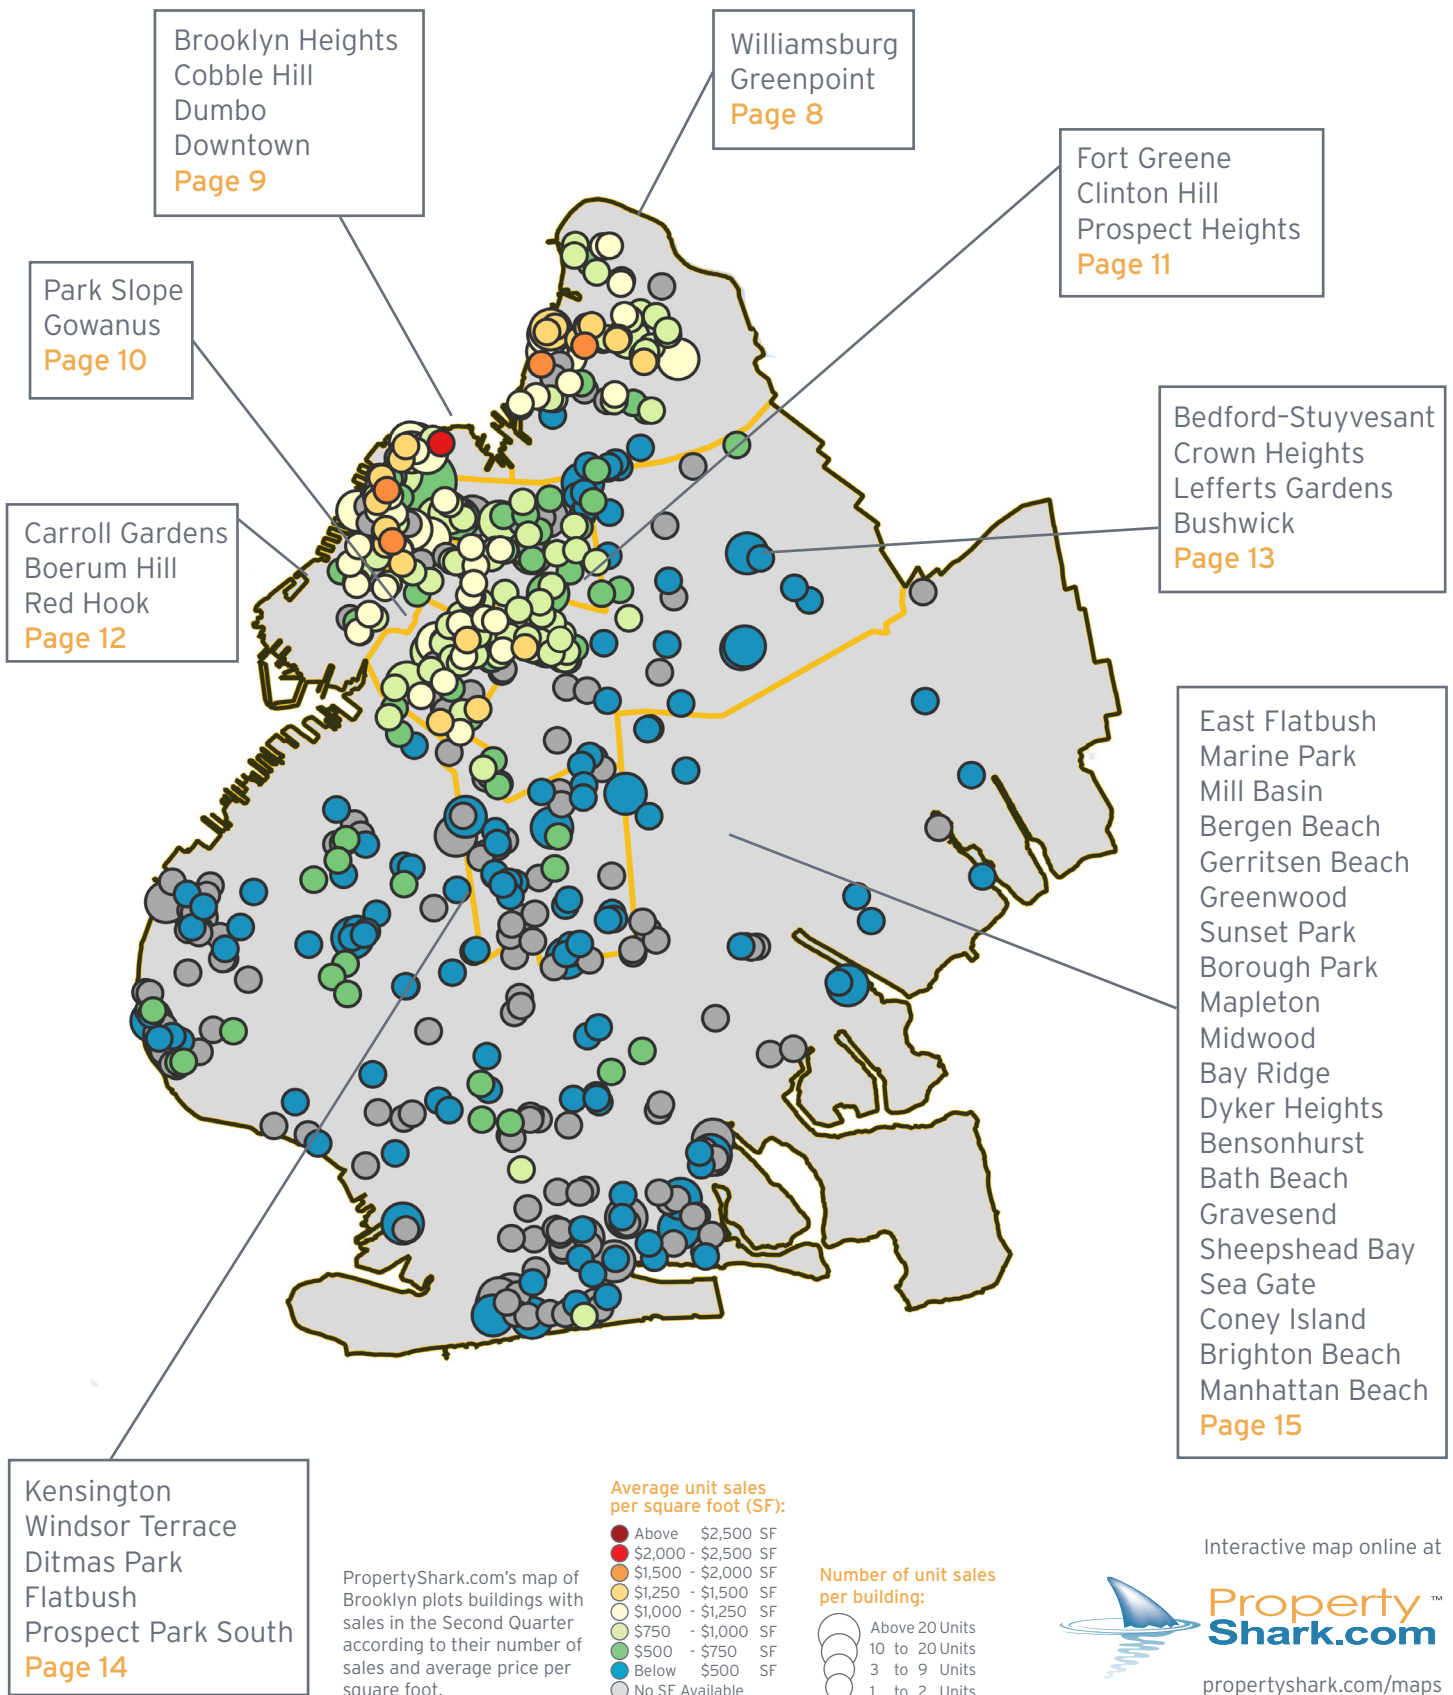 Brooklyn Heights
Cobble Hill
Dumbo
Downtown
Page 9
Williamsburg
Greenpoint
Page 8
Fort Greene
Clinton Hill
Prospect Heights
Page 11
Park Slope
Gowanus
Page 10
Bedford-Stuyvesant
Crown Heights
Lefferts Gardens
Bushwick
Page 13
Carroll Gardens
Boerum Hill
Red Hook
Page 12
East Flatbush
Marine Park
Mill Basin
Bergen Beach
Gerritsen Beach
Greenwood
Sunset Park
Borough Park
Mapleton
Midwood
Bay Ridge
Dyker Heights
Bensonhurst
Bath Beach
Gravesend
Sheepshead Bay
Sea Gate
Coney Island
Brighton Beach
Manhattan Beach
Page 15
Kensington
Windsor Terrace
Ditmas Park
Flatbush
Prospect Park South
Page 14
PropertyShark.com's map of
Brooklyn plots buildings with
sales in the Second Quarter
according to their number of
sales and average price per
square foot.
Average unit sales
per square foot (SF):
Above $2,500 SF
$2,000 - $2,500 SF
$1,500 - $2,000 SF
$1,250 - $1,500 SF
$1,000 - $1,250 SF
$750 - $1,000 SF
$500 - $750 SF
Below $500 SF
No SF Available
Number of unit sales
per building:
Above 20 Units
10 to 20 Units
3 to 9 Units
1 to 2 Units
Interactive map online at
Property™
Shark.com
propertyshark.com/maps